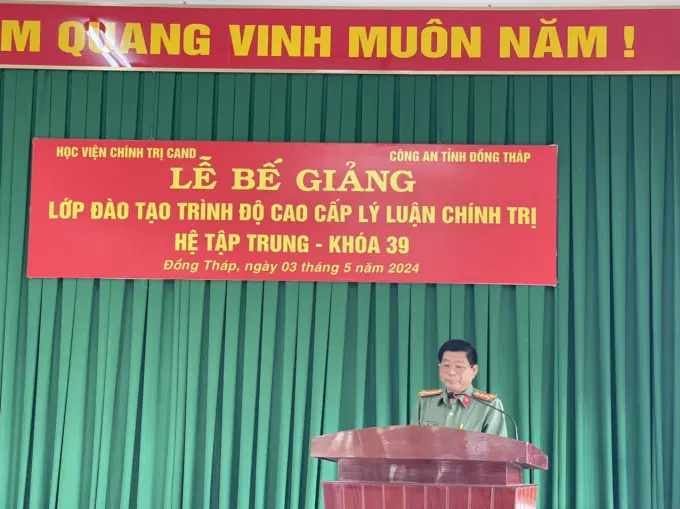 M QUANG VINH MUÔN NĂM !
HỌC VIỆN CHÍNH TRỊ CAND
CÔNG AN TỈNH ĐỒNG THÁP
LỄ BẾ GIẢNG
LỚP ĐÀO TẠO TRÌNH ĐỘ CAO CẤP LÝ LUẬN CHÍNH TRỊ
HỆ TẬP TRUNG - KHÓA 39
Đồng Tháp, ngày 03 tháng 5 năm 2024